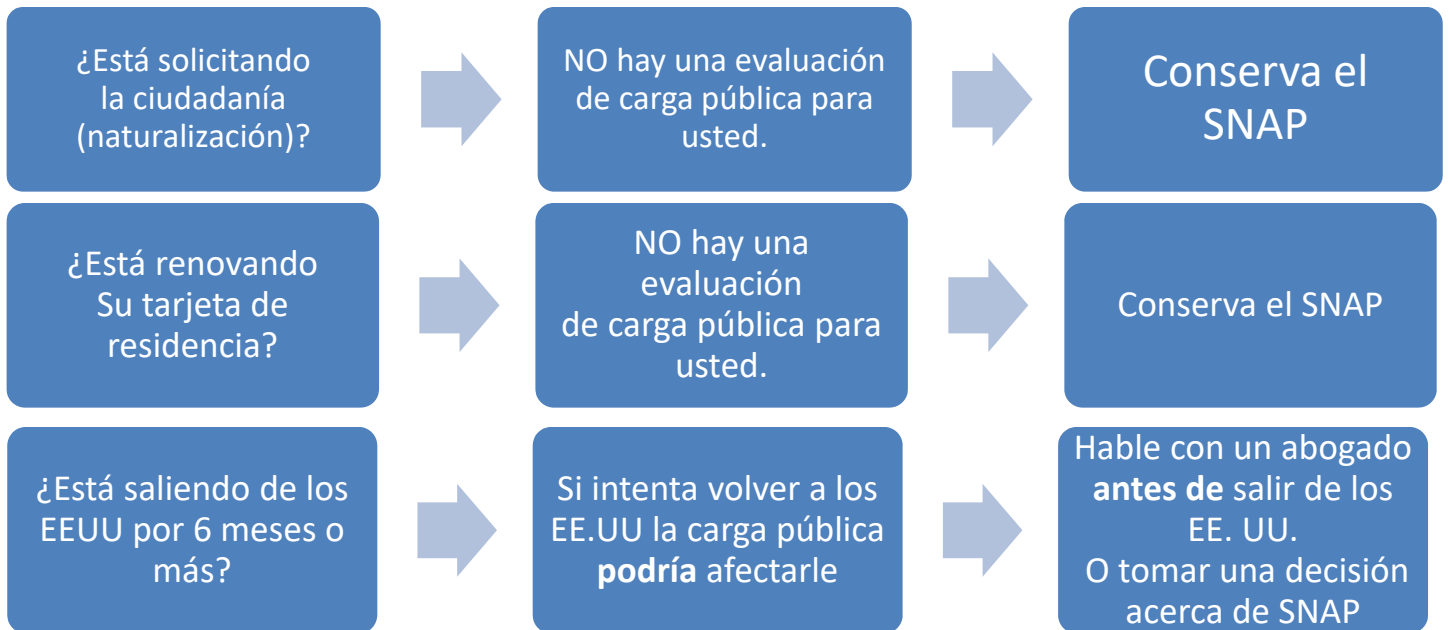 ¿Está solicitando
la ciudadanía
(naturalización)?
NO hay una evaluación
de carga pública para
usted.
Conserva el
SNAP
¿Está renovando
Su tarjeta de
residencia?
NO hay una
evaluación
de carga pública para
usted.
Conserva el SNAP
¿Está saliendo de los
EEUU por 6 meses o
más?
Si intenta volver a los
EE.UU la carga pública
podría afectarle
Hable con un abogado
antes de salir de los
EE. UU.
O tomar una decisión
acerca de SNAP